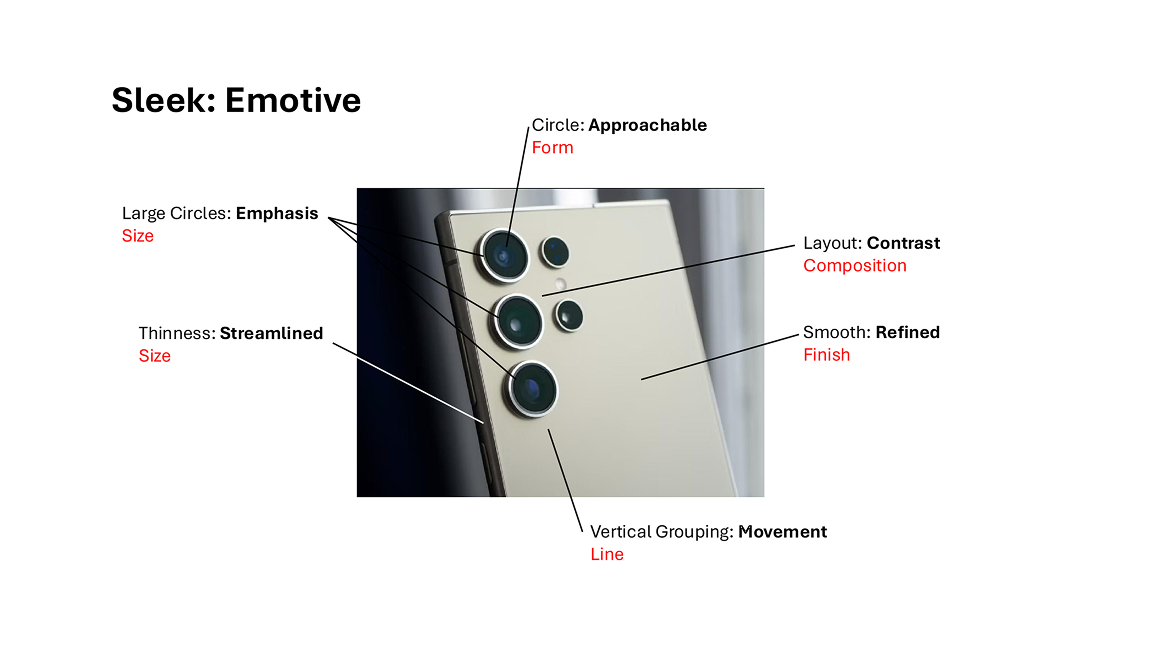 Sleek: Emotive
Circle: Approachable
Form
Large Circles: Emphasis
Size
Layout: Contrast
Composition
Thinness: Streamlined
Size
Smooth: Refined
Finish
Vertical Grouping: Movement
Line